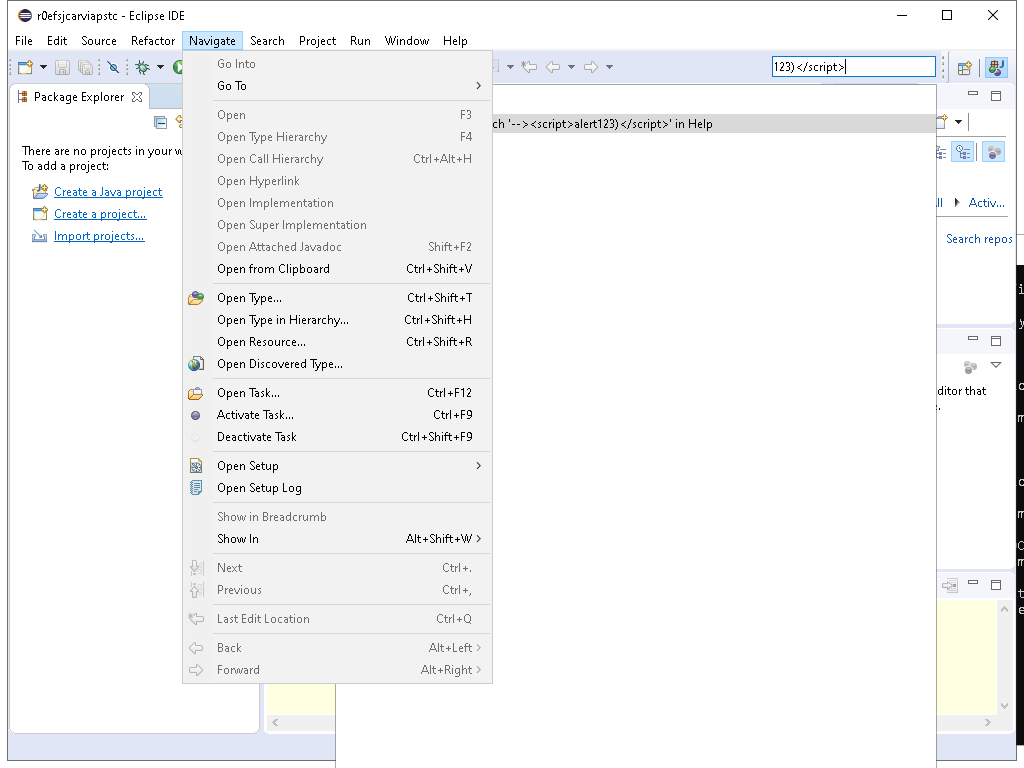 r0efsjcarviapstc - Eclipse IDE
File Edit Source Refactor Navigate Search Project Run Window Help
123)</script>
Package Explorer
There are no projects in your w
To add a project:
Create a Java project
Create a project...
Import projects...
Go Into
Go To
Open F3
Open Type Hierarchy F4
Open Call Hierarchy Ctrl+Alt+H
Open Hyperlink
Open Implementation
Open Super Implementation
Open Attached Javadoc Shift+F2
Open from Clipboard Ctrl+Shift+V
Open Type... Ctrl+Shift+T
Open Type in Hierarchy... Ctrl+Shift+H
Open Resource... Ctrl+Shift+R
Open Discovered Type...
Open Task... Ctrl+F12
Activate Task... Ctrl+F9
Deactivate Task Ctrl+Shift+F9
Open Setup
Open Setup Log
Show in Breadcrumb
Show In Alt+Shift+W
Next Ctrl+.
Previous Ctrl+,
Last Edit Location Ctrl+Q
Back Alt+Left
Forward Alt+Right
ch '--><script>alert123)</script>' in Help
ll Activ...
Search repos
ditor that